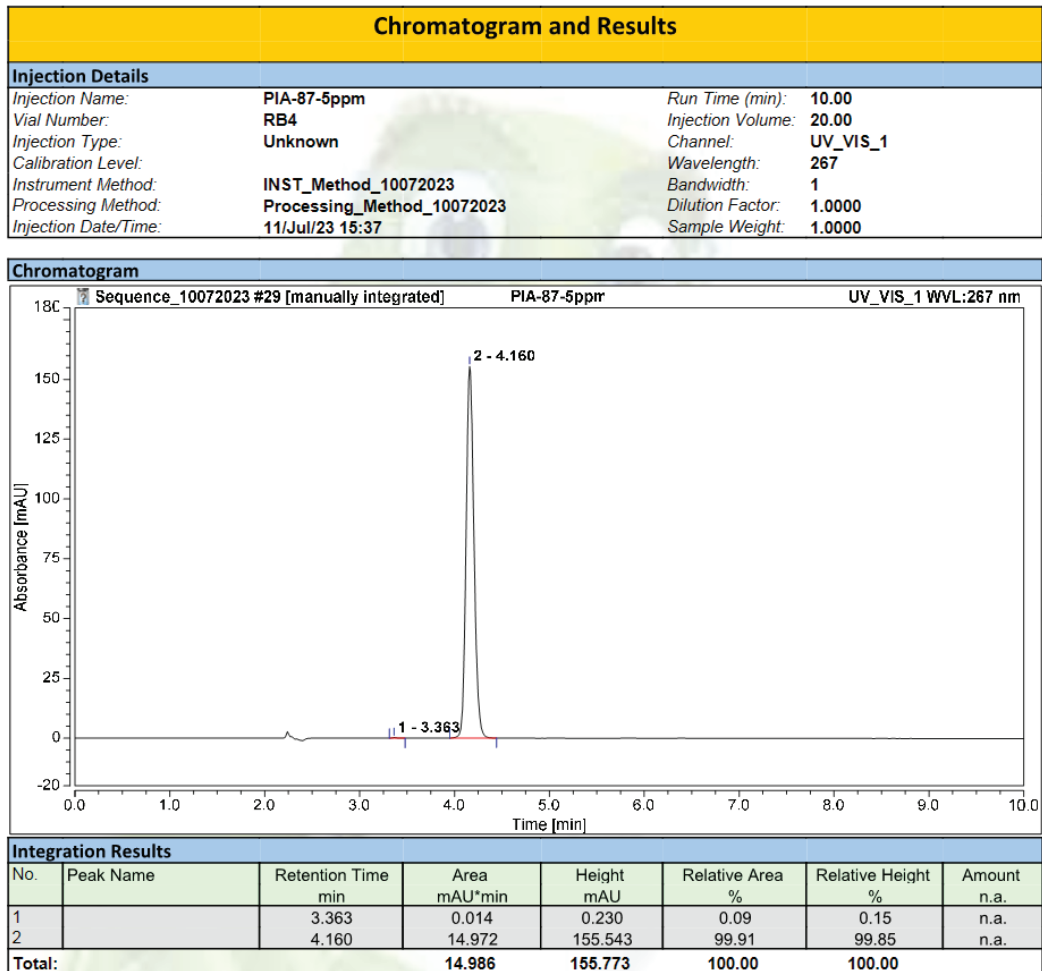 Chromatogram and Results
Injection Details
Injection Name: PIA-87-5ppm Run Time (min): 10.00
Vial Number: RB4 Injection Volume: 20.00
Injection Type: Unknown Channel: UV_VIS_1
Calibration Level: Wavelength: 267
Instrument Method: INST_Method_10072023 Bandwidth: 1
Processing Method: Processing_Method_10072023 Dilution Factor: 1.0000
Injection Date/Time: 11/Jul/23 15:37 Sample Weight: 1.0000
Chromatogram
Sequence_10072023 #29 [manually integrated] PIA-87-5ppm UV_VIS_1 WVL:267 nm
180
2 - 4.160
150
125
100
75
50
25
1 - 3.363
0
-20
Absorbance [mAU]
0.0 1.0 2.0 3.0 4.0 5.0 6.0 7.0 8.0 9.0 10.0
Time [min]
Integration Results
No. Peak Name Retention Time Area Height Relative Area Relative Height Amount
min mAU*min mAU % % n.a.
1 3.363 0.014 0.230 0.09 0.15 n.a.
2 4.160 14.972 155.543 99.91 99.85 n.a.
Total: 14.986 155.773 100.00 100.00